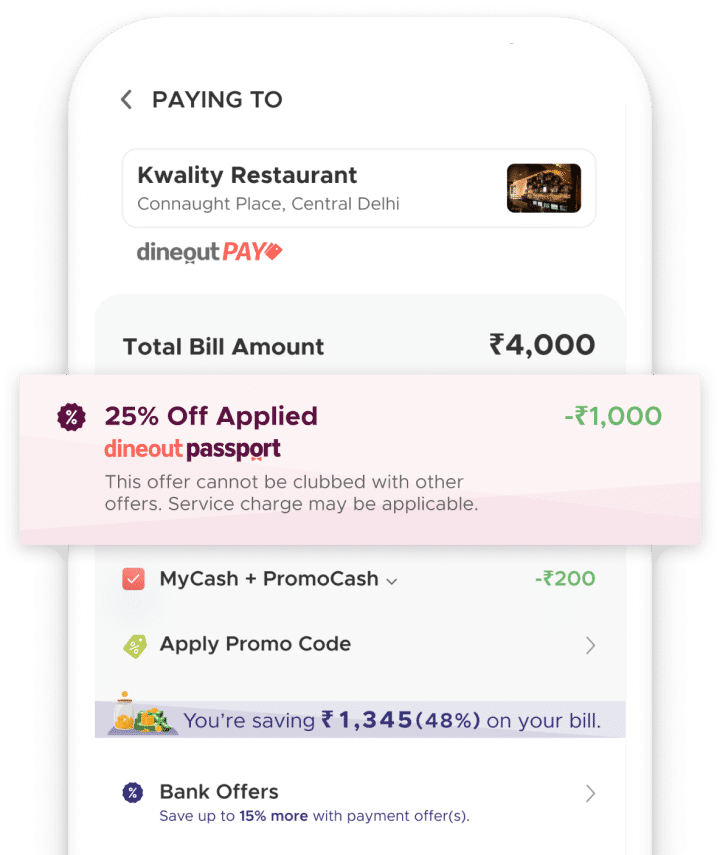 PAYING TO
Kwality Restaurant
Connaught Place, Central Delhi
dineout PAY
Total Bill Amount ₹4,000
25% Off Applied -₹1,000
dineout passport
This offer cannot be clubbed with other
offers. Service charge may be applicable.
MyCash + PromoCash -₹200
Apply Promo Code
You're saving ₹1,345(48%) on your bill.
Bank Offers
Save up to 15% more with payment offer(s).